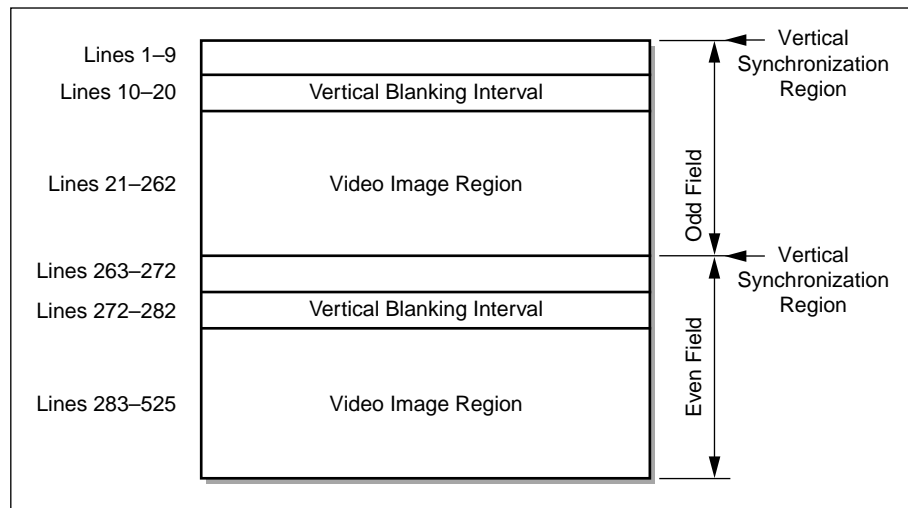 Lines 1–9
Vertical
Synchronization
Region
Lines 10–20
Vertical Blanking Interval
Lines 21–262
Video Image Region
Odd Field
Lines 263–272
Vertical
Synchronization
Region
Lines 272–282
Vertical Blanking Interval
Even Field
Lines 283–525
Video Image Region